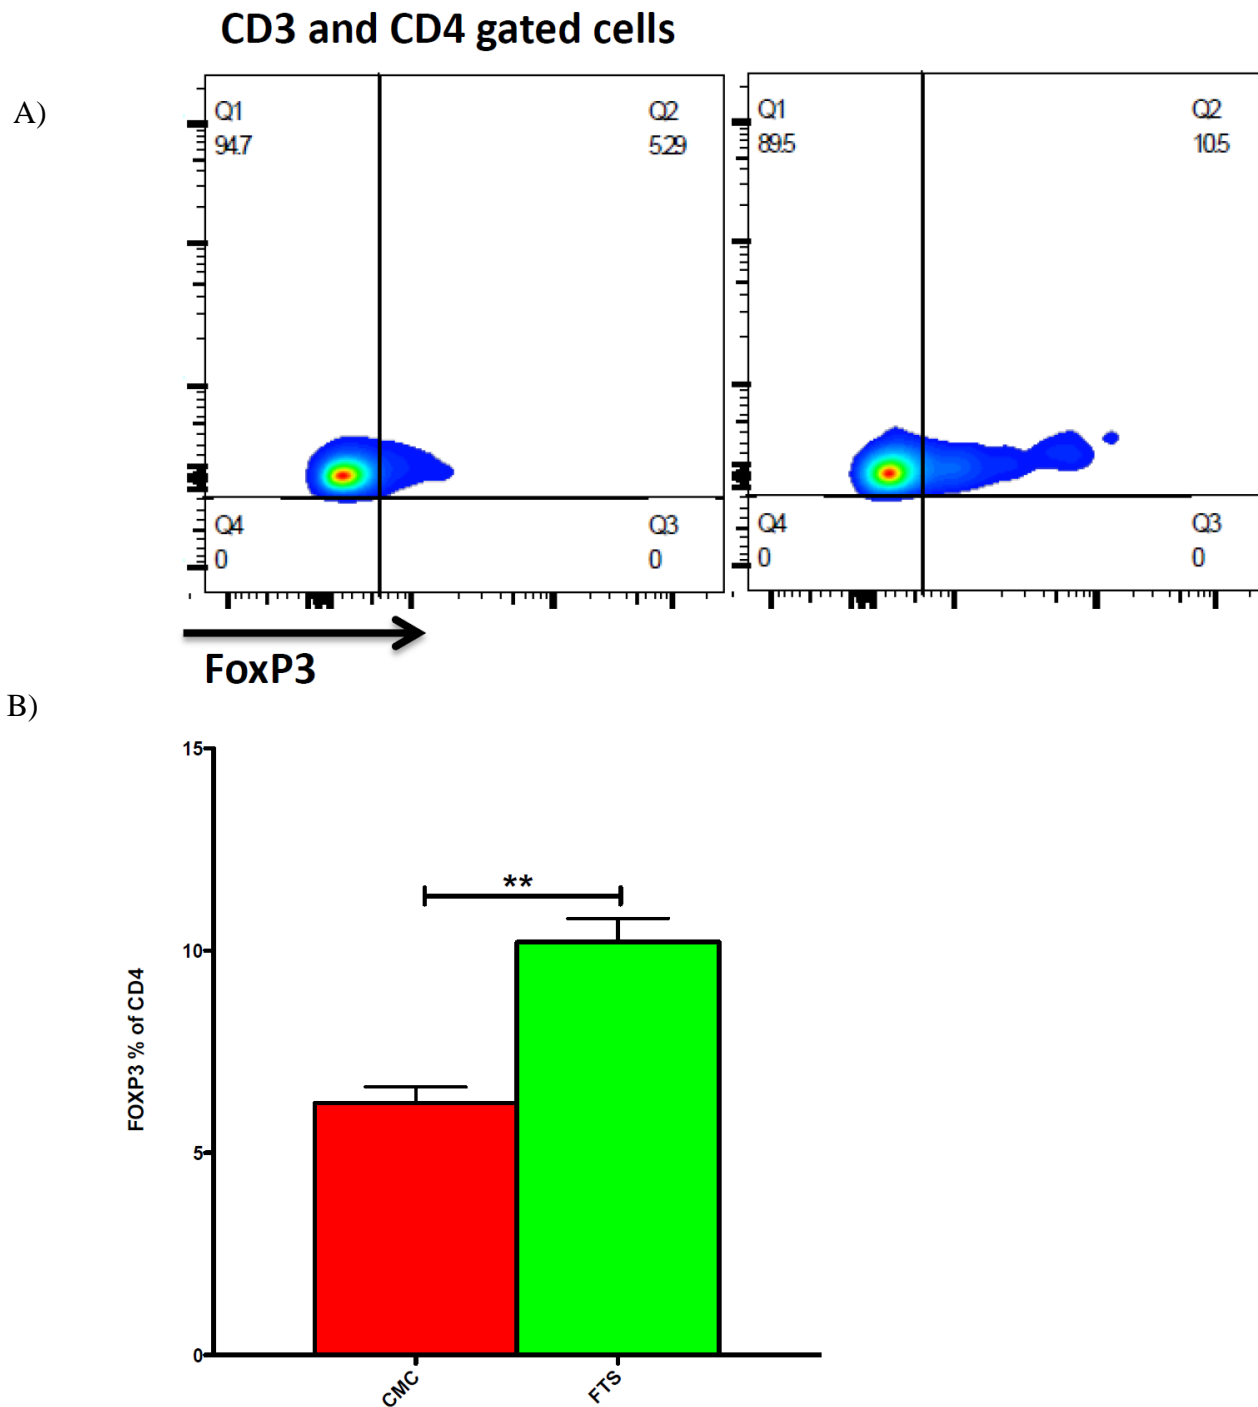 CD3 and CD4 gated cells
A)
Q1
94.7
Q2
5.29
Q4
0
Q3
0
Q1
89.5
Q2
10.5
Q4
0
Q3
0
FoxP3
B)
15
10
5
0
FOXP3 % of CD4
**
CMC
FTS